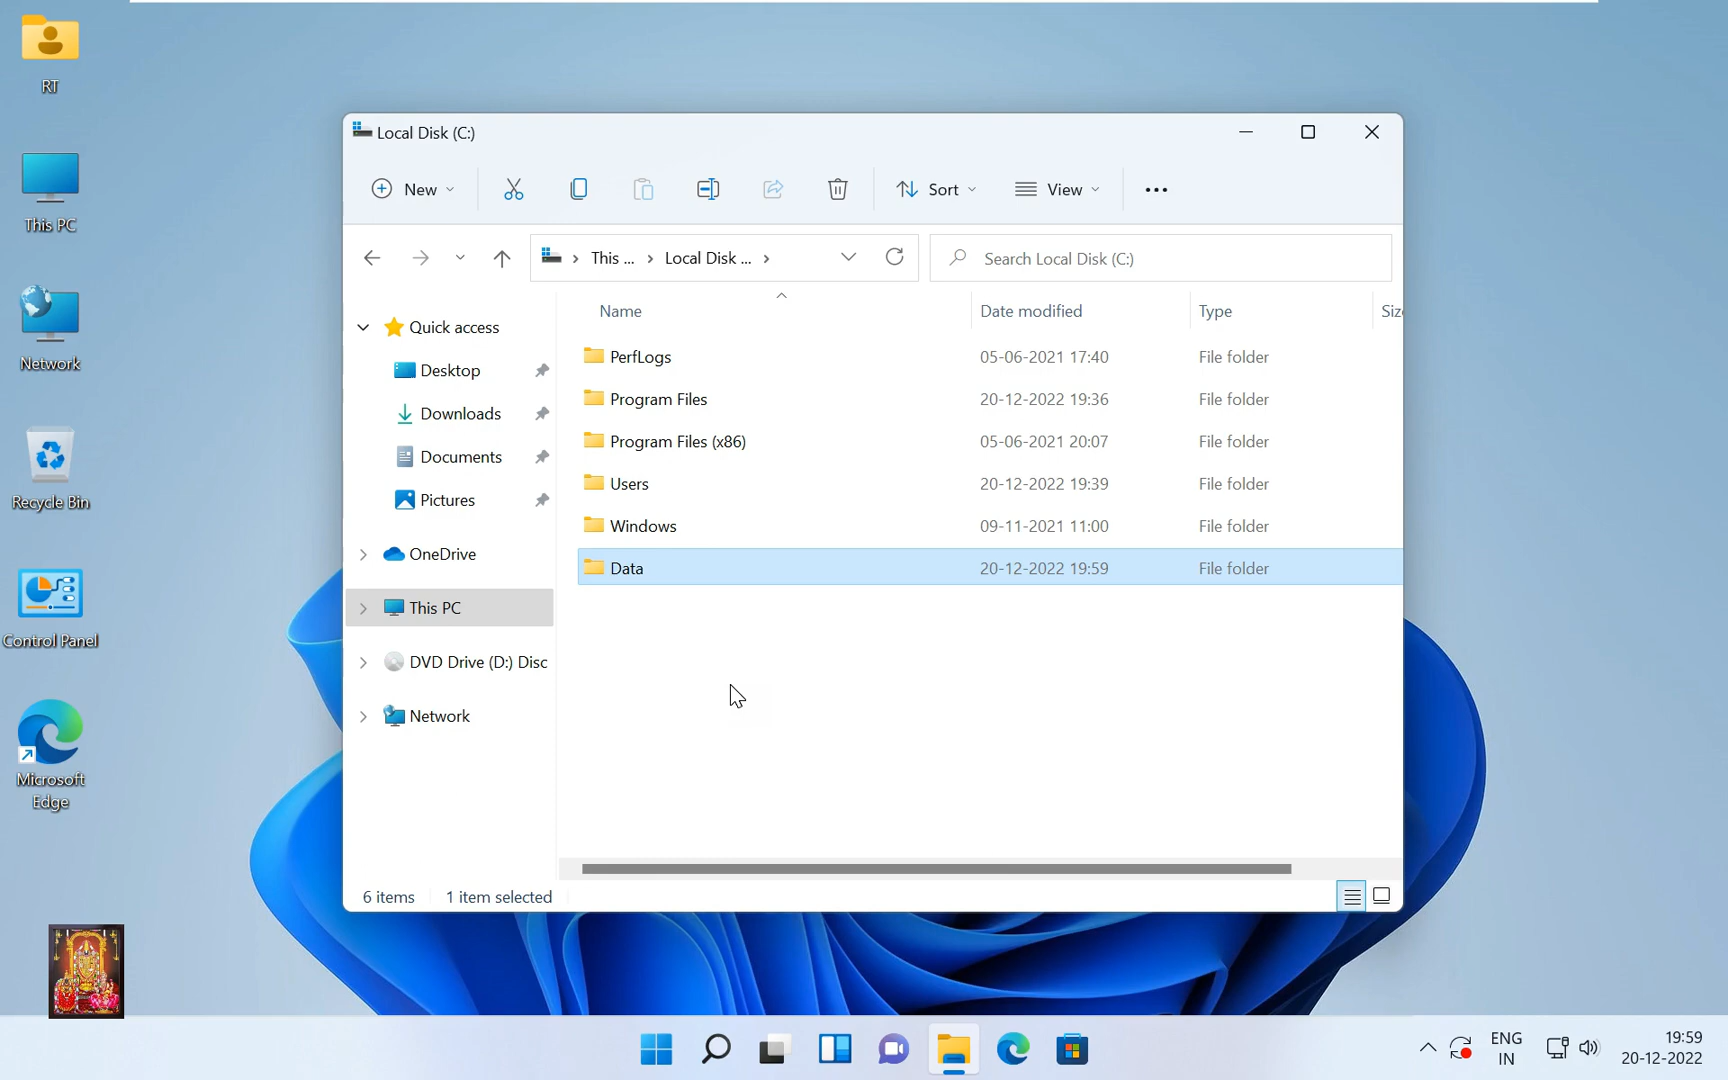 RT
This PC
Network
Recycle Bin
Control Panel
Microsoft
Edge
Local Disk (C:)
New
Sort
View
This ...
Local Disk ...
Search Local Disk (C:)
Quick access
Desktop
Downloads
Documents
Pictures
OneDrive
This PC
DVD Drive (D:) Disc
Network
Name Date modified Type Siz
PerfLogs 05-06-2021 17:40 File folder
Program Files 20-12-2022 19:36 File folder
Program Files (x86) 05-06-2021 20:07 File folder
Users 20-12-2022 19:39 File folder
Windows 09-11-2021 11:00 File folder
Data 20-12-2022 19:59 File folder
6 items 1 item selected
ENG
IN
19:59
20-12-2022